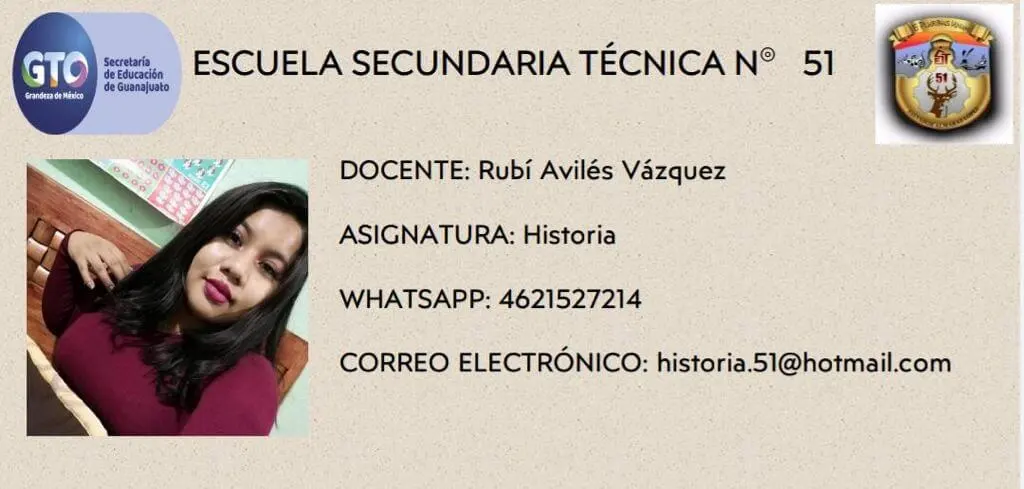 GTO
Grandeza de México
Secretaría
de Educación
de Guanajuato
ESCUELA SECUNDARIA TÉCNICA N° 51
EST
51
DOCENTE: Rubí Avilés Vázquez
ASIGNATURA: Historia
WHATSAPP: 4621527214
CORREO ELECTRÓNICO: historia.51@hotmail.com